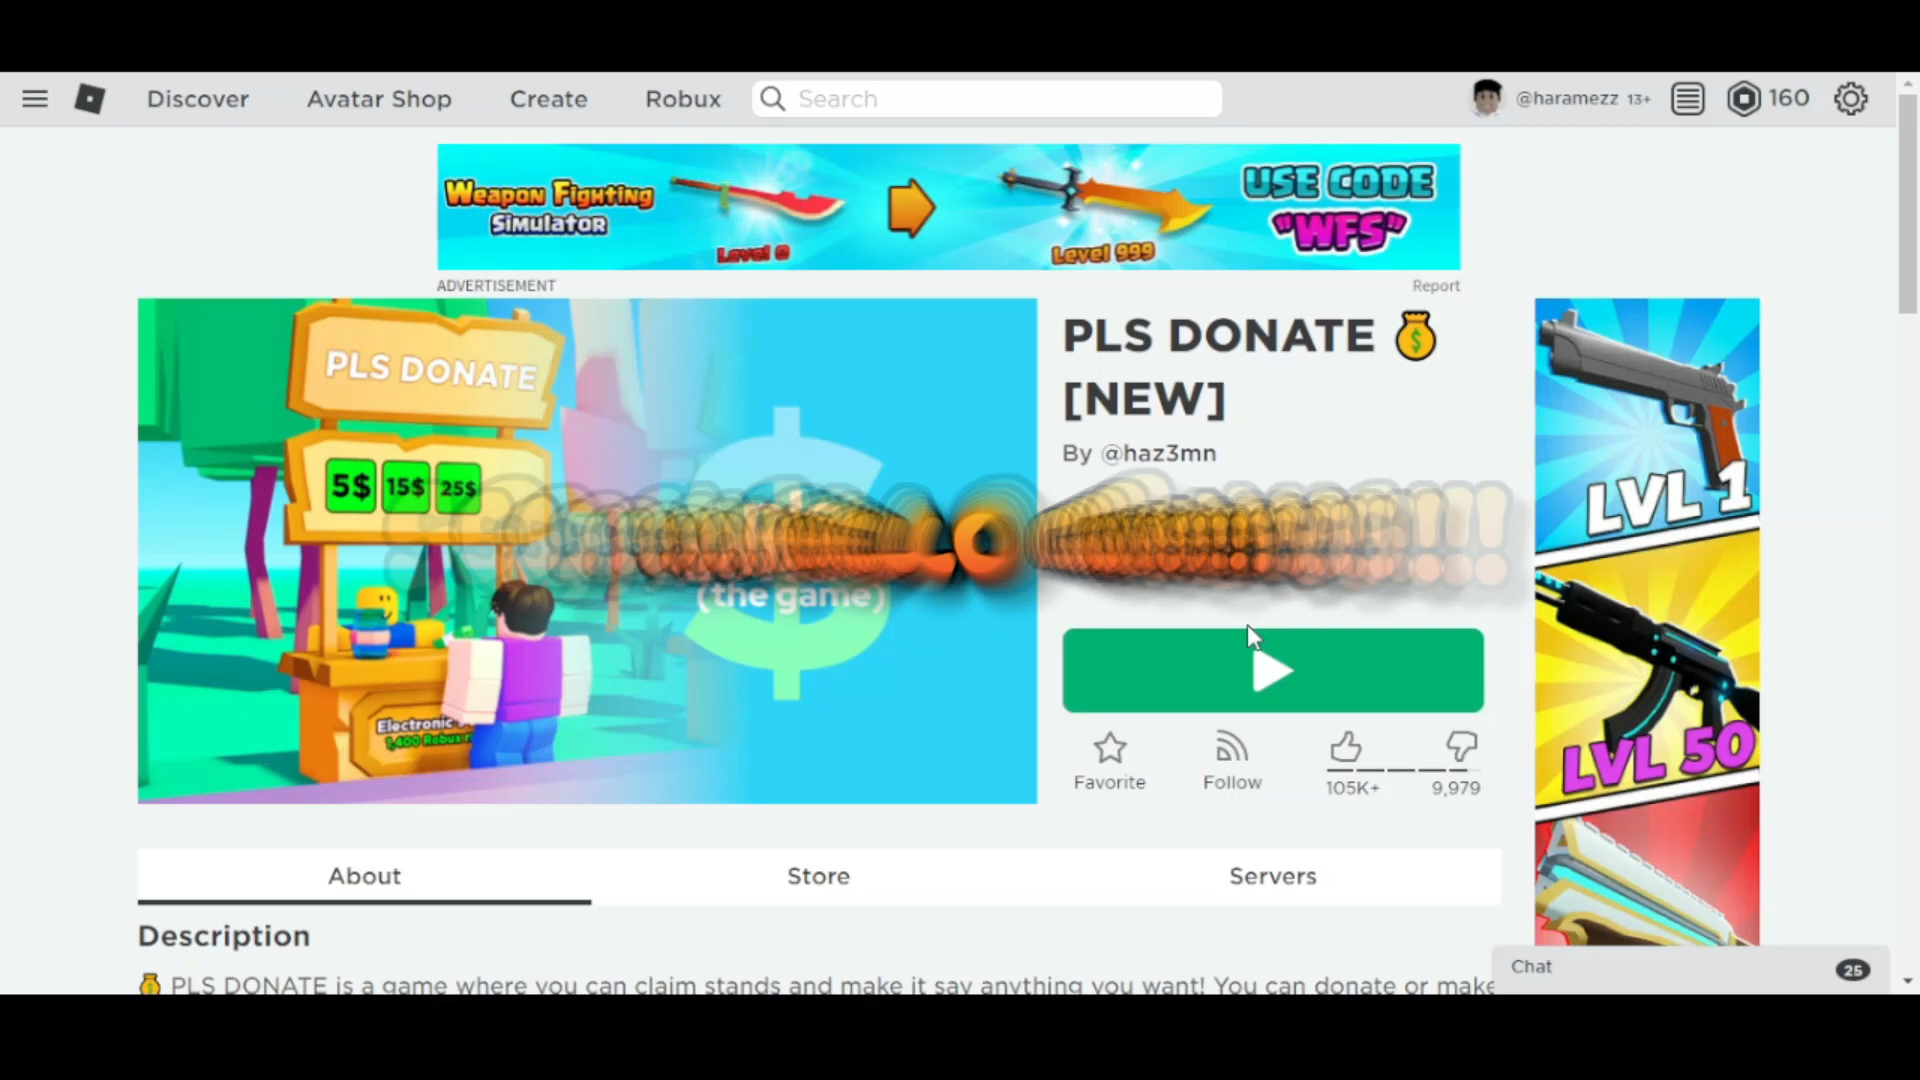 Discover Avatar Shop Create Robux Search @haramezz 13+ 160
Weapon Fighting Simulator
Level 0
Level 999
USE CODE
"WFS"
ADVERTISEMENT Report
PLS DONATE
5$ 15$ 25$
(the game)
Electronic
1,400 Robux
PLS DONATE
[NEW]
By @haz3mn
Favorite Follow 105K+ 9,979
LVL 1
LVL 50
About Store Servers
Description
PLS DONATE is a game where you can claim stands and make it say anything you want! You can donate or make
Chat 25